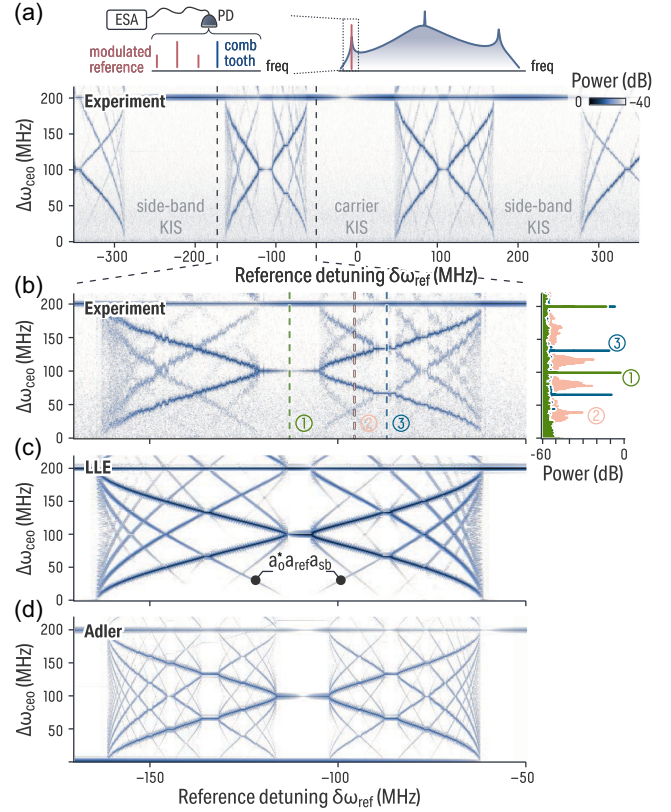 (a)
ESA
PD
modulated
reference
comb
tooth
freq
freq
Power (dB)
0
−40
Experiment
side-band
KIS
carrier
KIS
side-band
KIS
Δω_ceo (MHz)
200
150
100
50
0
−300
−200
−100
0
100
200
300
Reference detuning δω_ref (MHz)
(b)
Experiment
Δω_ceo (MHz)
200
150
100
50
0
①
②
③
③
①
②
-60
0
Power (dB)
(c)
LLE
Δω_ceo (MHz)
200
150
100
50
0
a₀*a_ref a_sb
(d)
Adler
Δω_ceo (MHz)
200
150
100
50
−150
−100
−50
Reference detuning δω_ref (MHz)